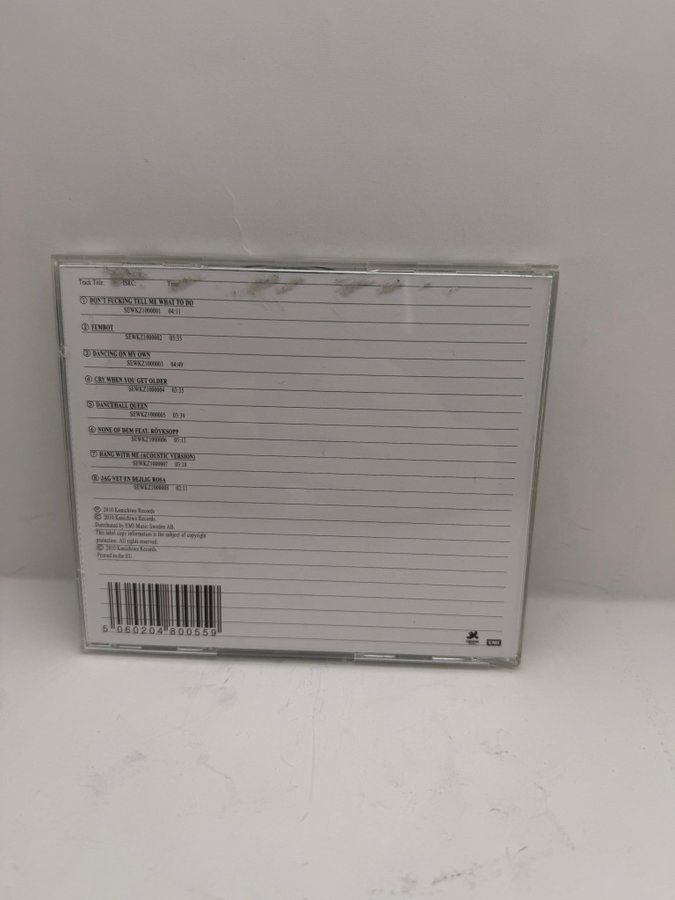 Track Title: ISRC: Time:
① DON'T FUCKING TELL ME WHAT TO DO
SEWKZ1000001 04:11
② FEMBOT
SEWKZ1000002 03:35
③ DANCING ON MY OWN
SEWKZ1000003 04:49
④ CRY WHEN YOU GET OLDER
SEWKZ1000004 03:35
⑤ DANCEHALL QUEEN
SEWKZ1000005 03:39
⑥ NONE OF DEM FEAT. RÖYKSOPP
SEWKZ1000006 05:11
⑦ HANG WITH ME (ACOUSTIC VERSION)
SEWKZ1000007 03:18
⑧ JAG VET EN DEJLIG ROSA
SEWKZ1000008 02:11
℗ 2010 Konichiwa Records
© 2010 Konichiwa Records.
Distributed by EMI Music Sweden AB.
This label copy information is the subject of copyright
protection. All rights reserved.
© 2010 Konichiwa Records.
Printed in the EU.
5 060204 800559
EMI